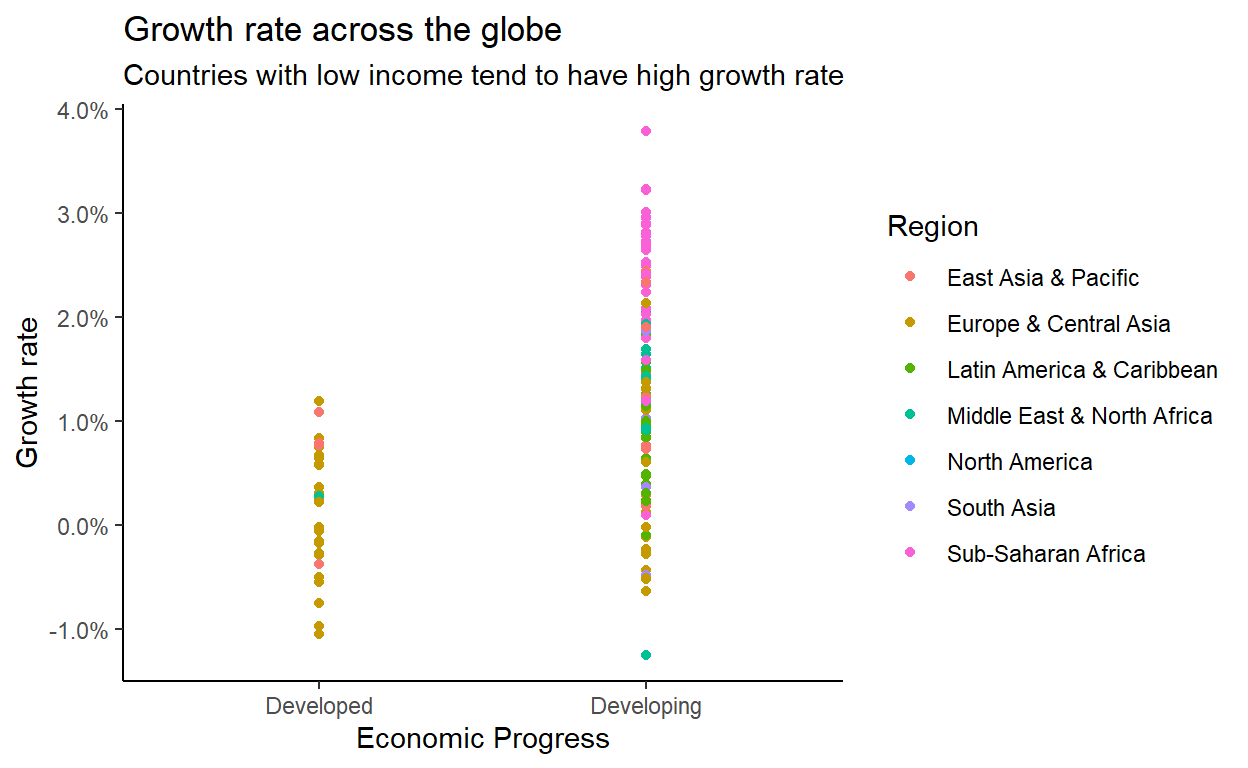 Growth rate across the globe
Countries with low income tend to have high growth rate
4.0%
3.0%
2.0%
1.0%
0.0%
-1.0%
Growth rate
Developed
Developing
Economic Progress
Region
East Asia & Pacific
Europe & Central Asia
Latin America & Caribbean
Middle East & North Africa
North America
South Asia
Sub-Saharan Africa